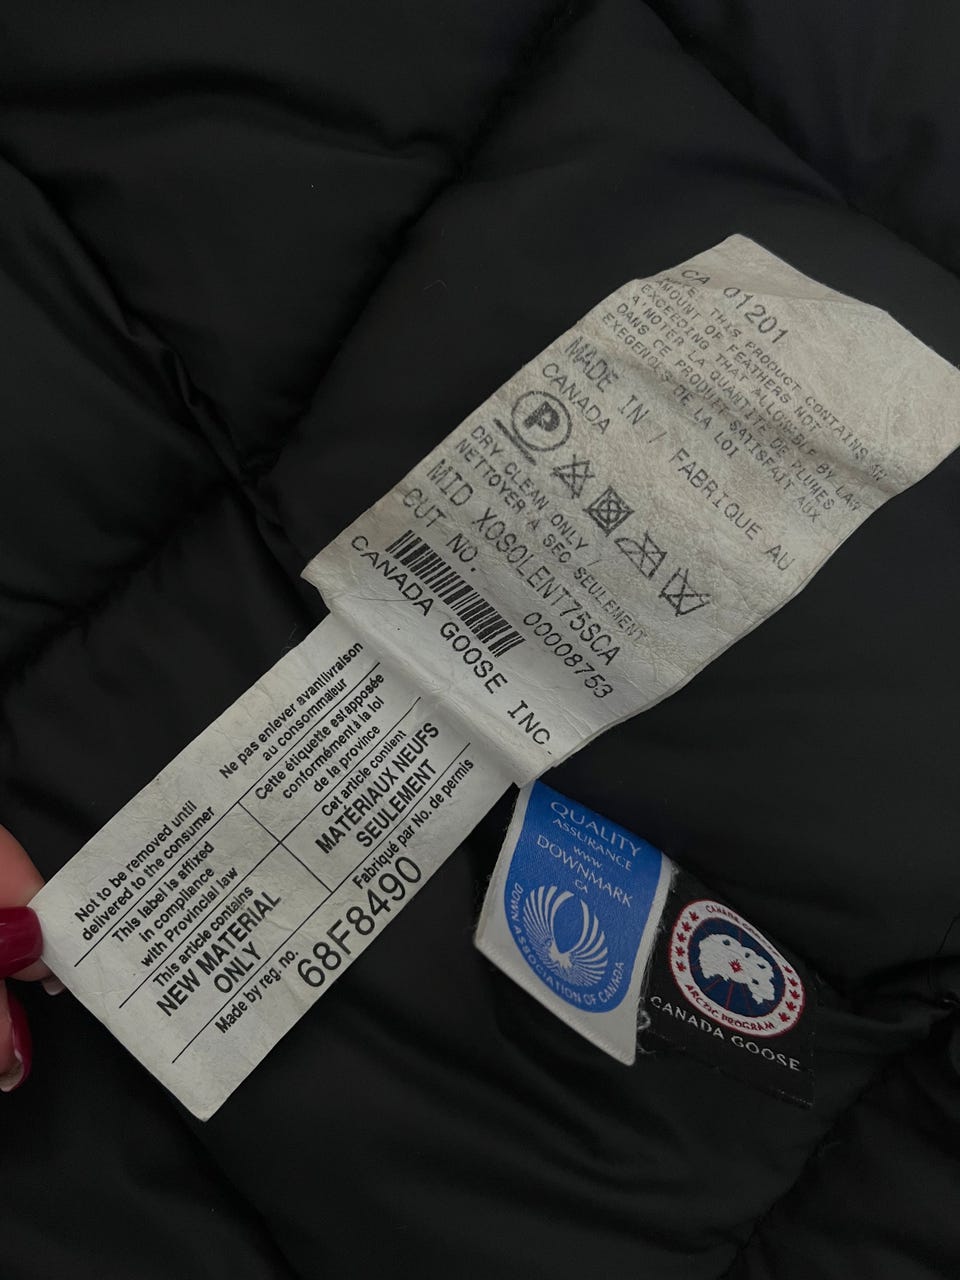 CA 01201
NOTE: THIS PRODUCT CONTAINS AN
AMOUNT OF FEATHERS NOT
EXCEEDING THAT ALLOWABLE BY LAW
A NOTER LA QUANTITE DE PLUMES
DANS CE PRODUIT SATISFAIT AUX
EXEGENCES DE LA LOI
MADE IN / FABRIQUE AU
CANADA
P
DRY CLEAN ONLY /
NETTOYER A SEC SEULEMENT
MID XOSOLENT75SCA
CUT NO. 00008753
CANADA GOOSE INC.
Not to be removed until
delivered to the consumer
Ne pas enlever avant livraison
au consommateur
This label is affixed
in compliance
with Provincial law
Cette étiquette est apposée
conformément à la loi
de la province
This article contains
NEW MATERIAL
ONLY
Cet article contient
MATÉRIAUX NEUFS
SEULEMENT
Made by reg. no.
Fabriqué par No. de permis
68F8490
QUALITY
ASSURANCE
www
DOWNMARK
CA
DOWN ASSOCIATION OF CANADA
CANADA GOOSE
ARCTIC PROGRAM
CANADA GOOSE